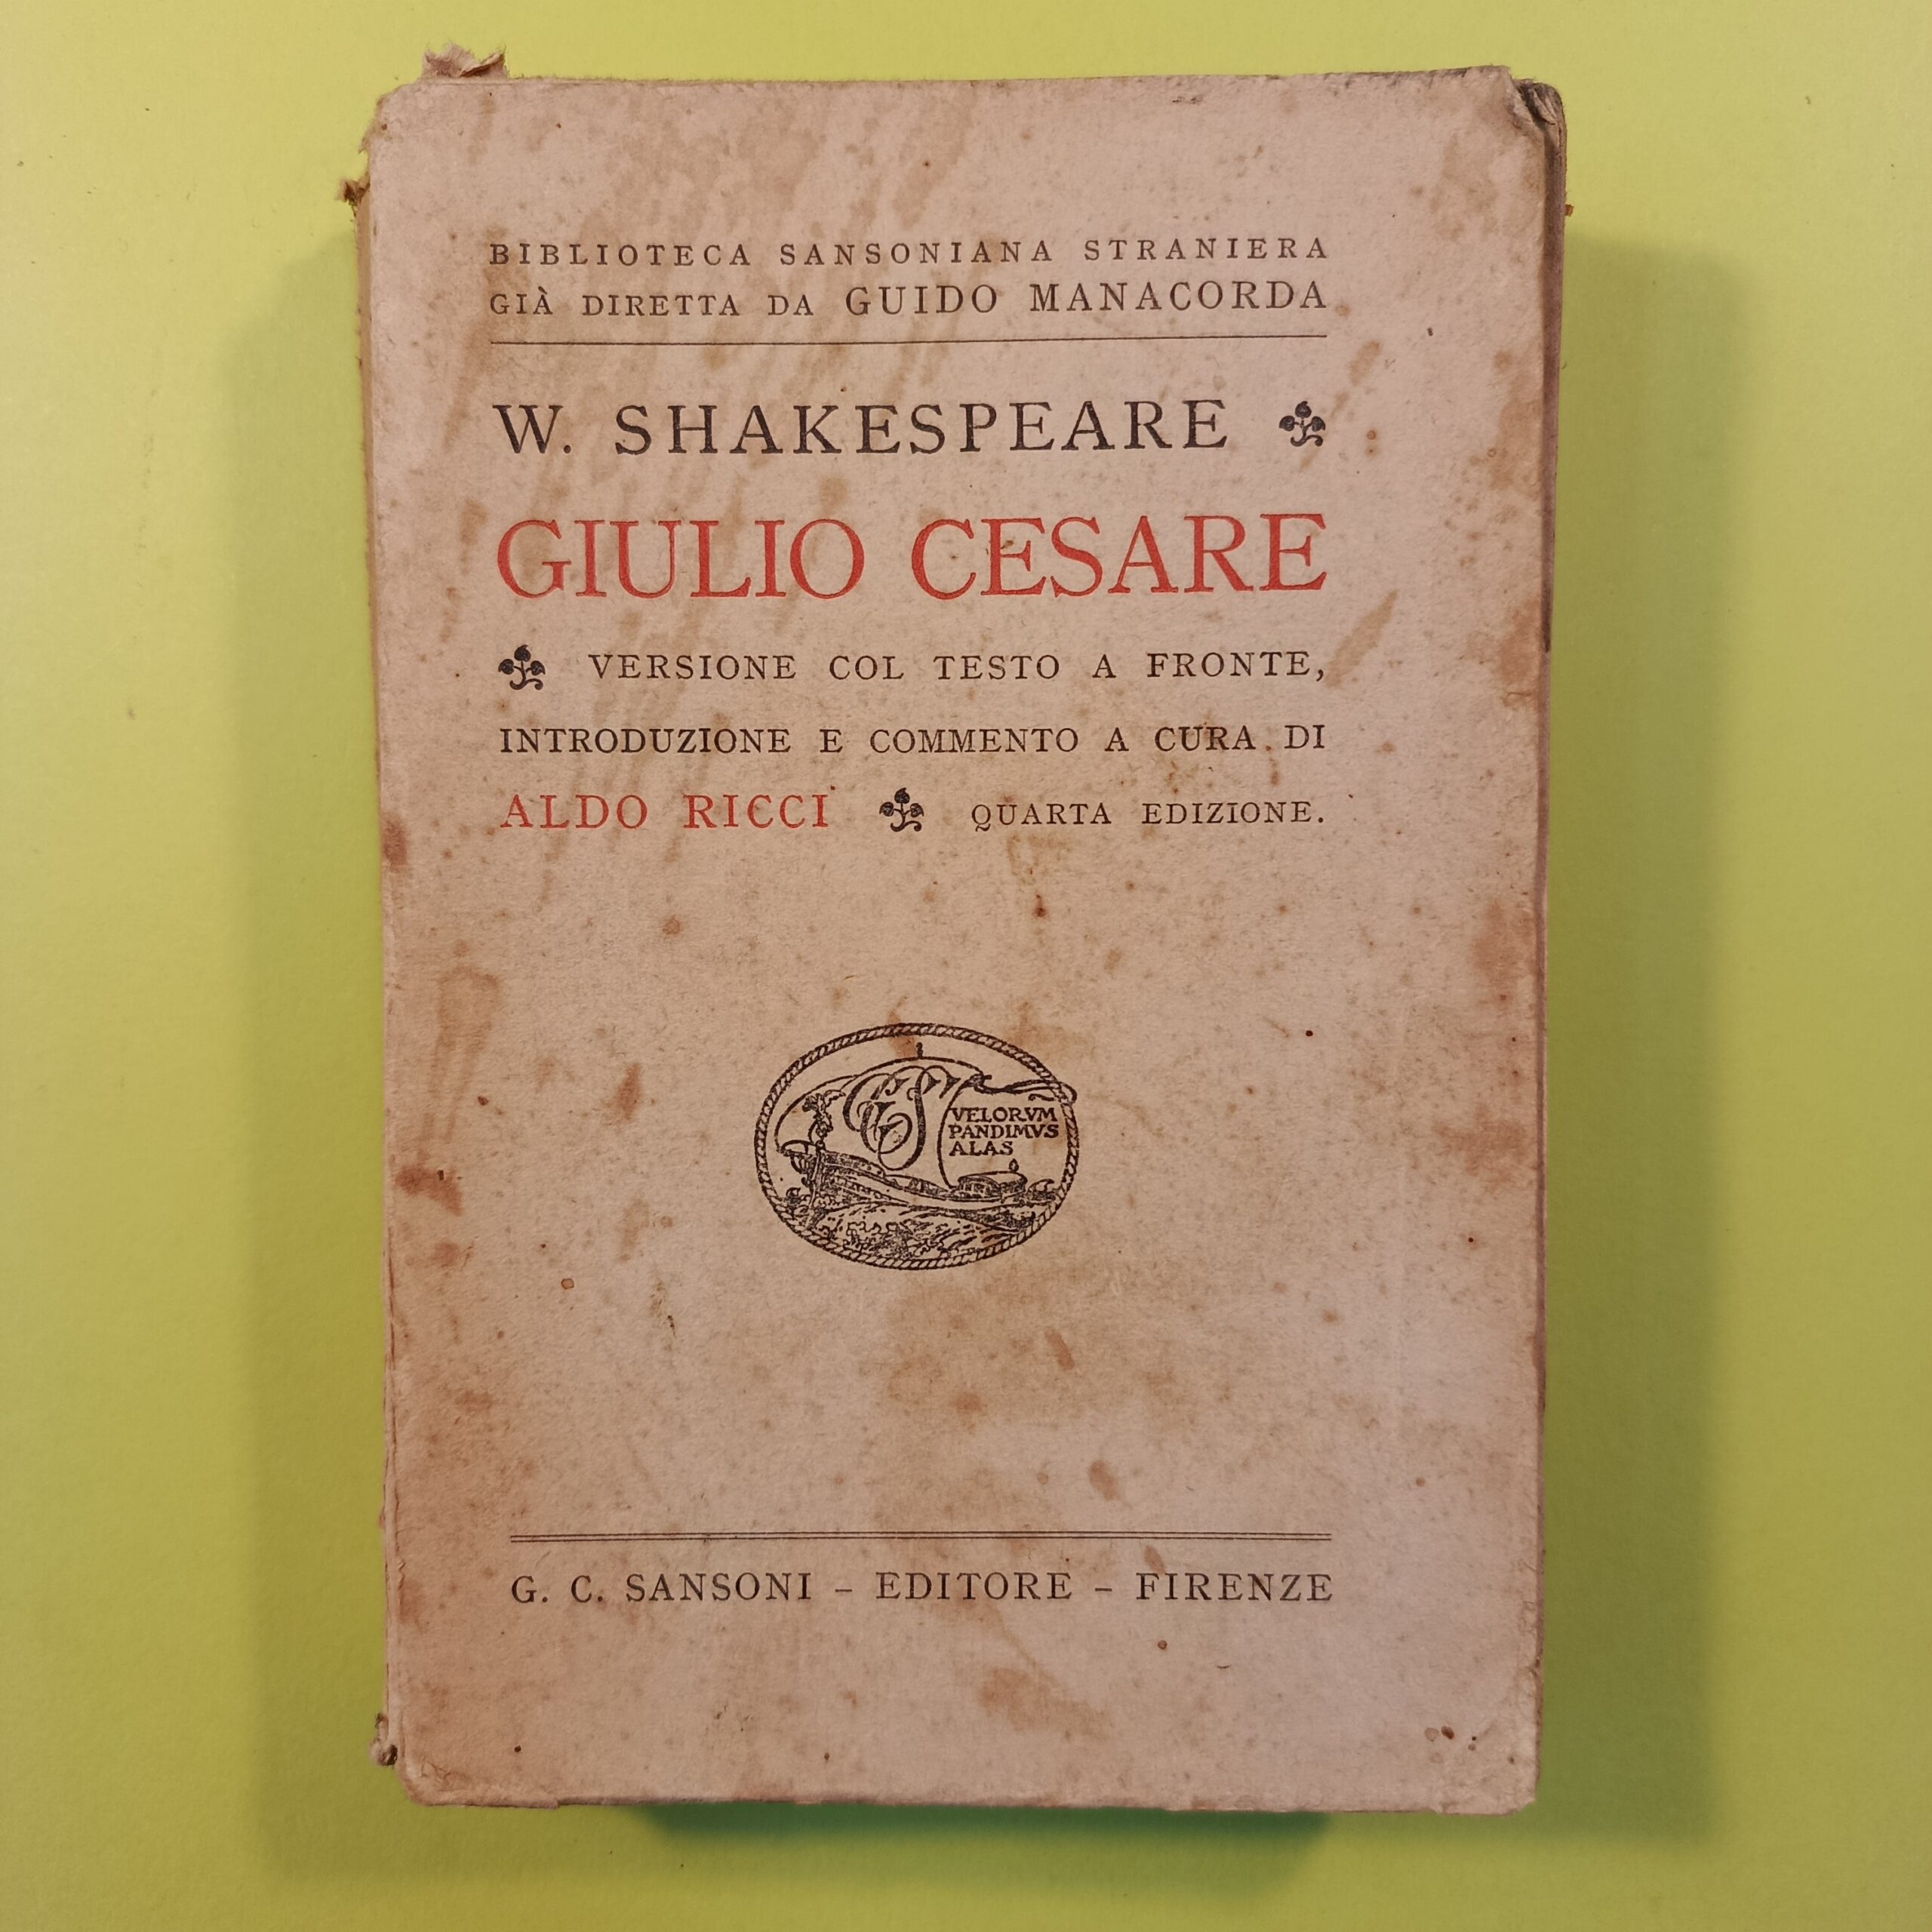 BIBLIOTECA SANSONIANA STRANIERA
GIÀ DIRETTA DA GUIDO MANACORDA
W. SHAKESPEARE
GIULIO CESARE
VERSIONE COL TESTO A FRONTE,
INTRODUZIONE E COMMENTO A CURA DI
ALDO RICCI QUARTA EDIZIONE.
GCS
VELORVM
PANDIMVS
ALAS
G. C. SANSONI – EDITORE – FIRENZE